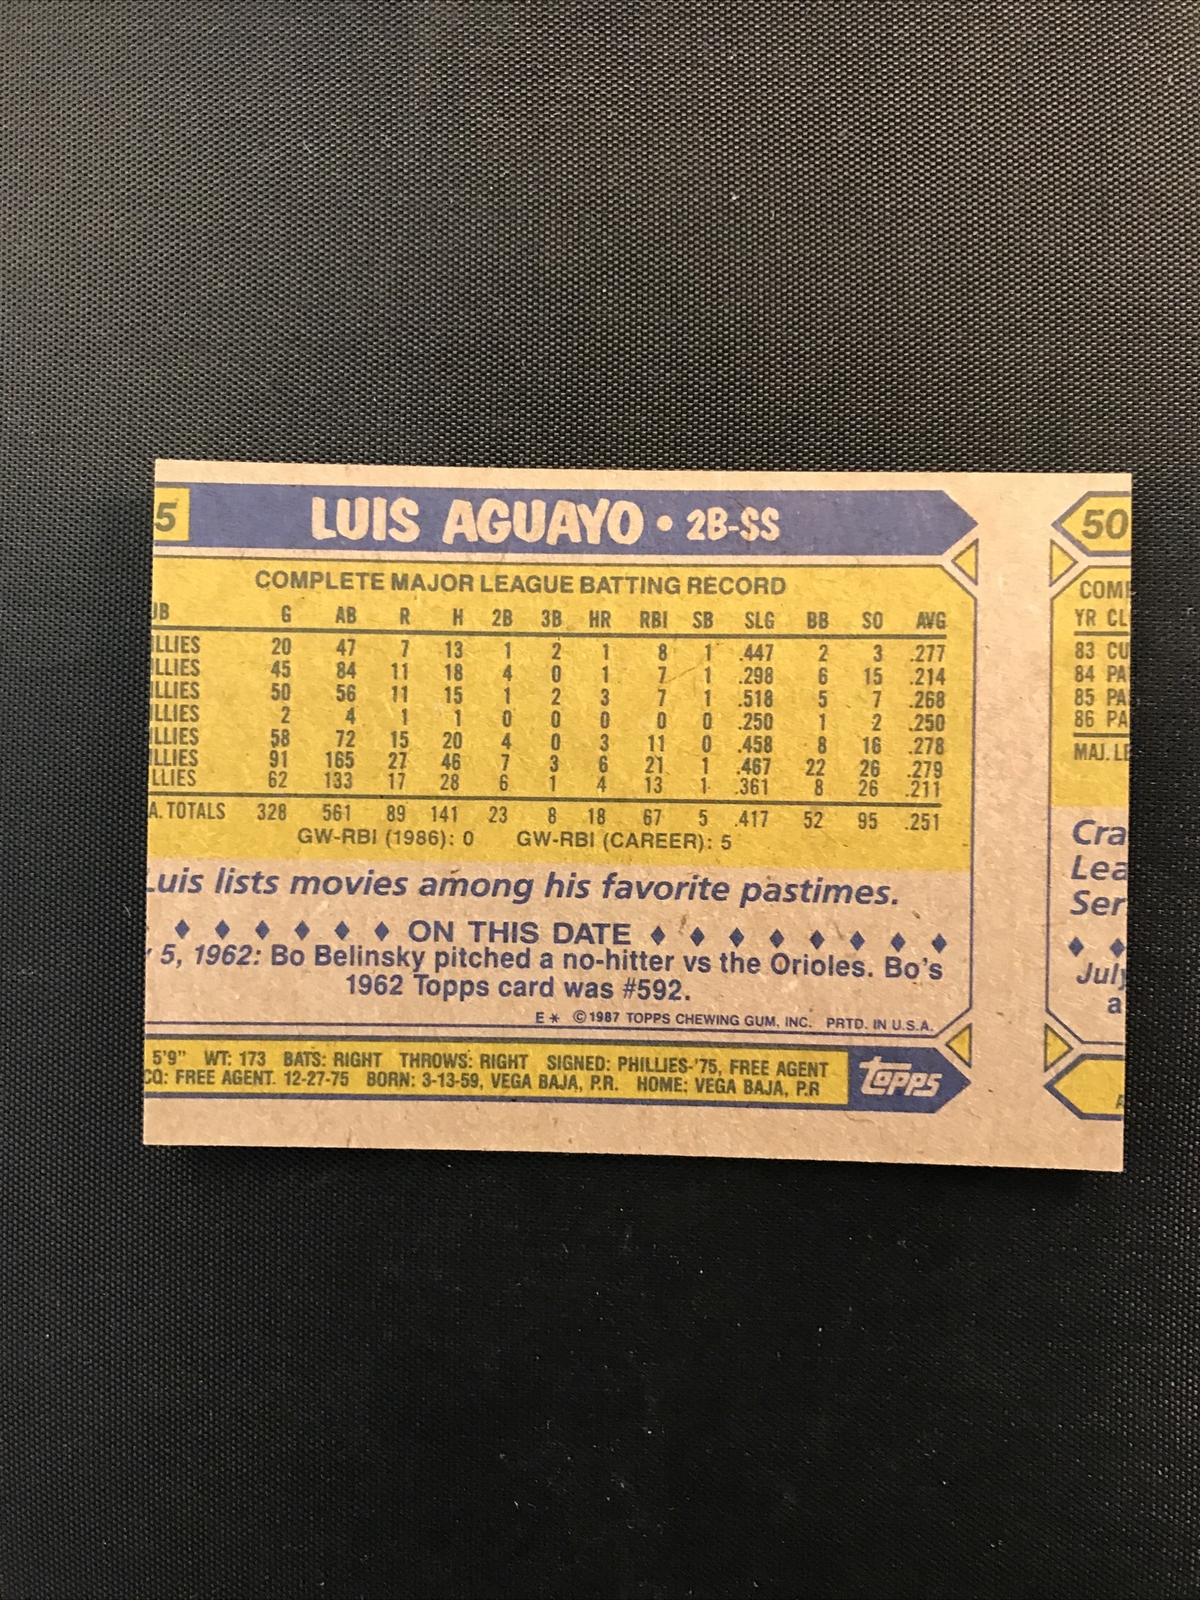 5 LUIS AGUAYO • 2B-SS
COMPLETE MAJOR LEAGUE BATTING RECORD
UB G AB R H 2B 3B HR RBI SB SLG BB SO AVG
ILLIES 20 47 7 13 1 2 1 8 1 .447 2 3 .277
ILLIES 45 84 11 18 4 0 1 7 1 .298 6 15 .214
ILLIES 50 56 11 15 1 2 3 7 1 .518 5 7 .268
ILLIES 2 4 1 1 0 0 0 0 0 .250 1 2 .250
ILLIES 58 72 15 20 4 0 3 11 0 .458 8 16 .278
ILLIES 91 165 27 46 7 3 6 21 1 .467 22 26 .279
LLIES 62 133 17 28 6 1 4 13 1 .361 8 26 .211
A. TOTALS 328 561 89 141 23 8 18 67 5 .417 52 95 .251
GW-RBI (1986): 0 GW-RBI (CAREER): 5
Luis lists movies among his favorite pastimes.
ON THIS DATE
5, 1962: Bo Belinsky pitched a no-hitter vs the Orioles. Bo's
1962 Topps card was #592.
E* ©1987 TOPPS CHEWING GUM, INC. PRTD. IN U.S.A.
5'9" WT: 173 BATS: RIGHT THROWS: RIGHT SIGNED: PHILLIES-'75, FREE AGENT
CQ: FREE AGENT. 12-27-75 BORN: 3-13-59, VEGA BAJA, P.R. HOME: VEGA BAJA, P.R
TOPPS
50
COM
YR CL
83 CU
84 PA
85 PA
86 PA
MAJ. LE
Cra
Lea
Ser
July
a